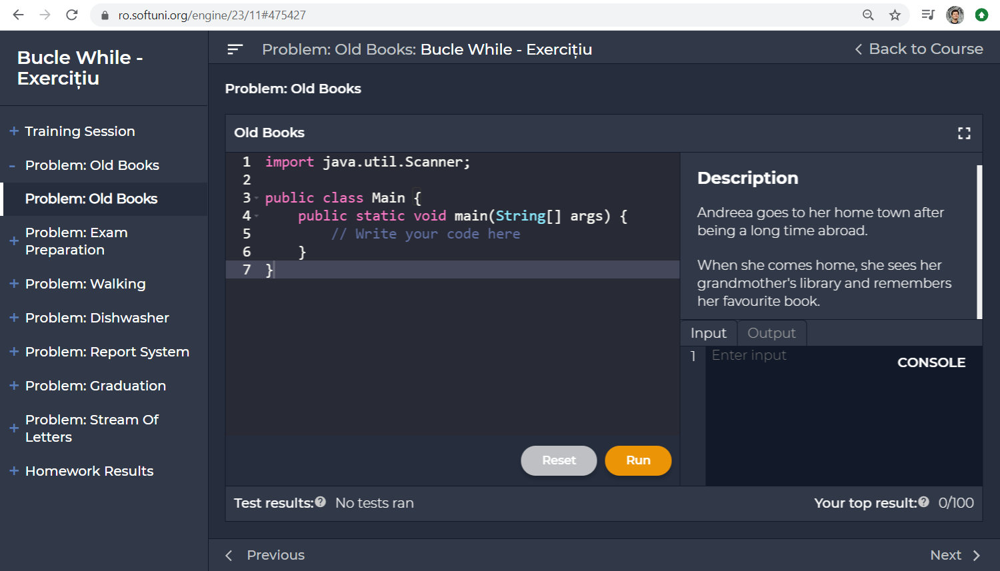 ro.softuni.org/engine/23/11#475427
Bucle While -
Exercițiu
Problem: Old Books: Bucle While - Exercițiu
Back to Course
+ Training Session
- Problem: Old Books
Problem: Old Books
+ Problem: Exam
Preparation
+ Problem: Walking
+ Problem: Dishwasher
+ Problem: Report System
+ Problem: Graduation
+ Problem: Stream Of
Letters
+ Homework Results
Problem: Old Books
Old Books
1 import java.util.Scanner;
2
3 public class Main {
4 public static void main(String[] args) {
5 // Write your code here
6 }
7 }
Reset
Run
Description
Andreea goes to her home town after
being a long time abroad.
When she comes home, she sees her
grandmother's library and remembers
her favourite book.
Input
Output
1 Enter input
CONSOLE
Test results:? No tests ran
Your top result:? 0/100
Previous
Next